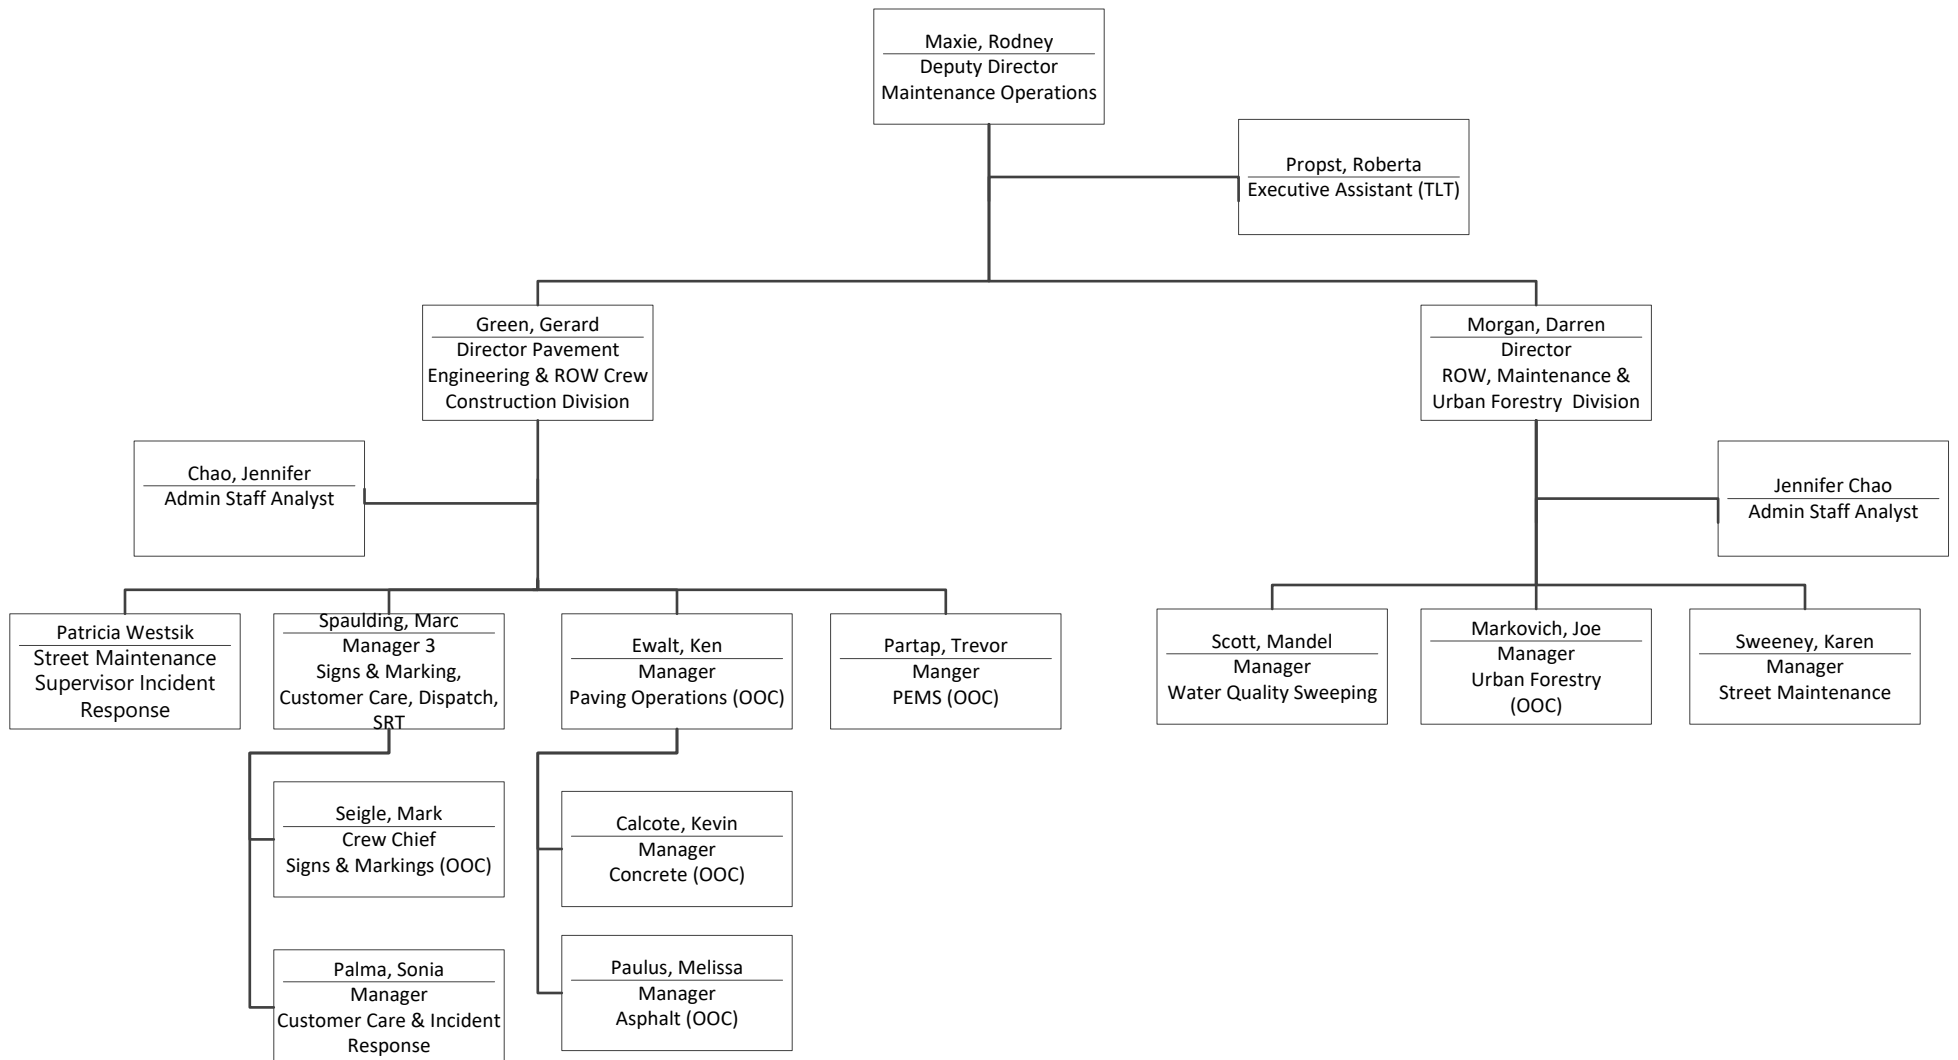 Maxie, Rodney
Deputy Director
Maintenance Operations
Propst, Roberta
Executive Assistant (TLT)
Green, Gerard
Director Pavement
Engineering & ROW Crew
Construction Division
Morgan, Darren
Director
ROW, Maintenance &
Urban Forestry  Division
Chao, Jennifer
Admin Staff Analyst
Jennifer Chao
Admin Staff Analyst
Patricia Westsik
Street Maintenance
Supervisor Incident
Response
Spaulding, Marc
Manager 3
Signs & Marking,
Customer Care, Dispatch,
SRT
Ewalt, Ken
Manager
Paving Operations (OOC)
Partap, Trevor
Manger
PEMS (OOC)
Scott, Mandel
Manager
Water Quality Sweeping
Markovich, Joe
Manager
Urban Forestry
(OOC)
Sweeney, Karen
Manager
Street Maintenance
Seigle, Mark
Crew Chief
Signs & Markings (OOC)
Calcote, Kevin
Manager
Concrete (OOC)
Palma, Sonia
Manager
Customer Care & Incident
Response
Paulus, Melissa
Manager
Asphalt (OOC)